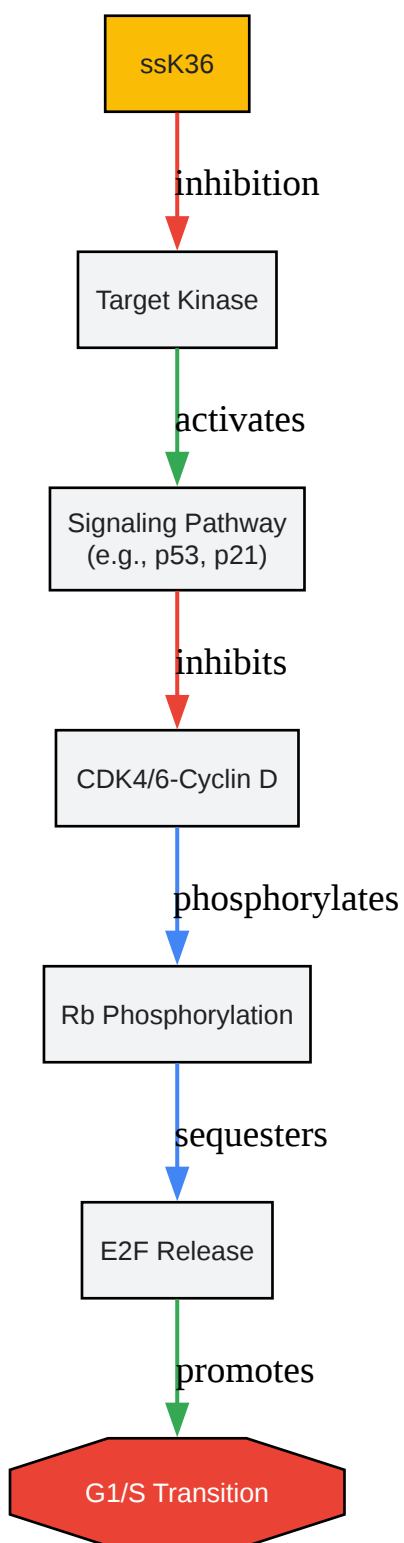 ssK36
inhibition
Target Kinase
activates
Signaling Pathway
(e.g., p53, p21)
inhibits
CDK4/6-Cyclin D
phosphorylates
Rb Phosphorylation
sequesters
E2F Release
promotes
G1/S Transition